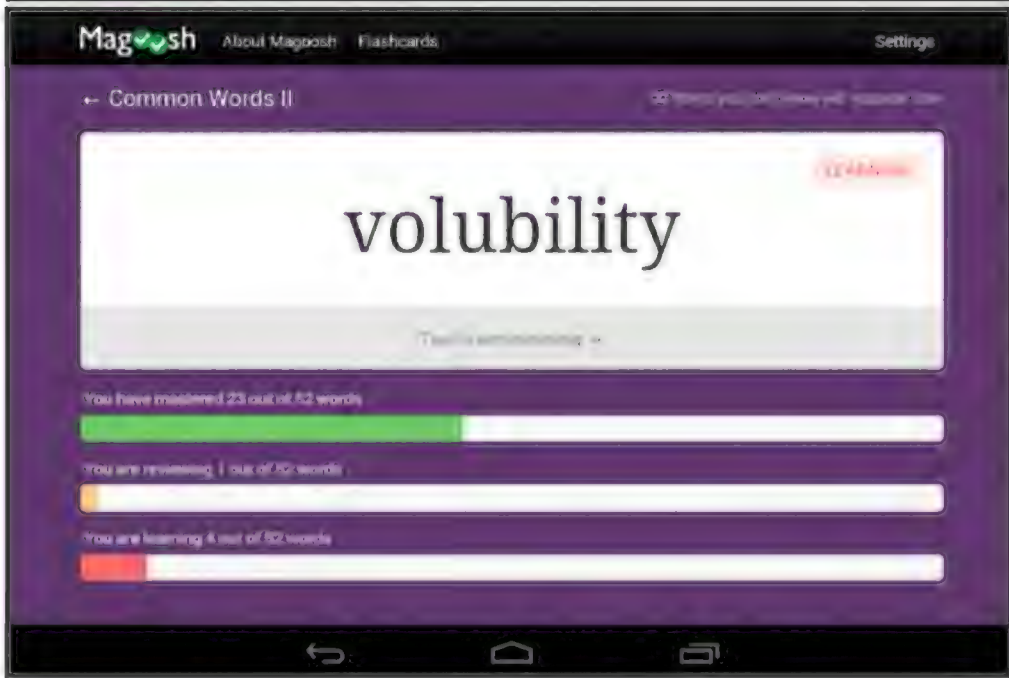 Magoosh About Magoosh Flashcards Settings
← Common Words II
volubility
You have mastered 23 out of 52 words
You are reviewing 1 out of 52 words
You are learning 4 out of 52 words